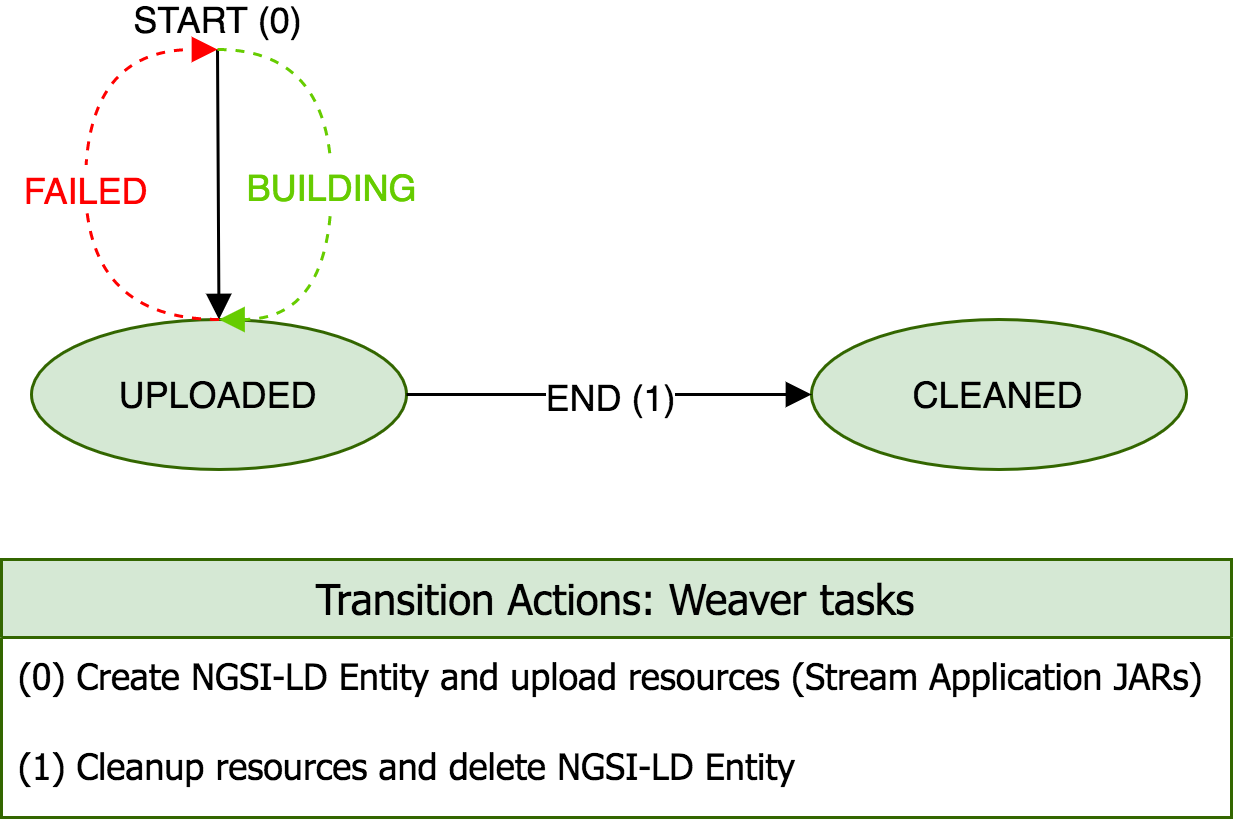 START (0)
FAILED
BUILDING
UPLOADED
END (1)
CLEANED
Transition Actions: Weaver tasks
(0) Create NGSI-LD Entity and upload resources (Stream Application JARs)
(1) Cleanup resources and delete NGSI-LD Entity